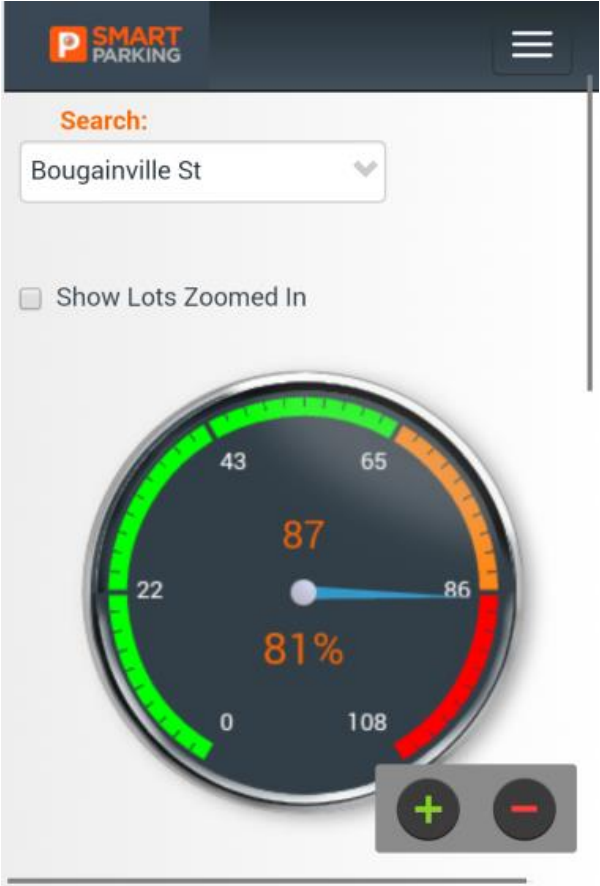 P SMART
PARKING
Search:
Bougainville St
Show Lots Zoomed In
43 65
87
22 86
81%
0 108
+ −